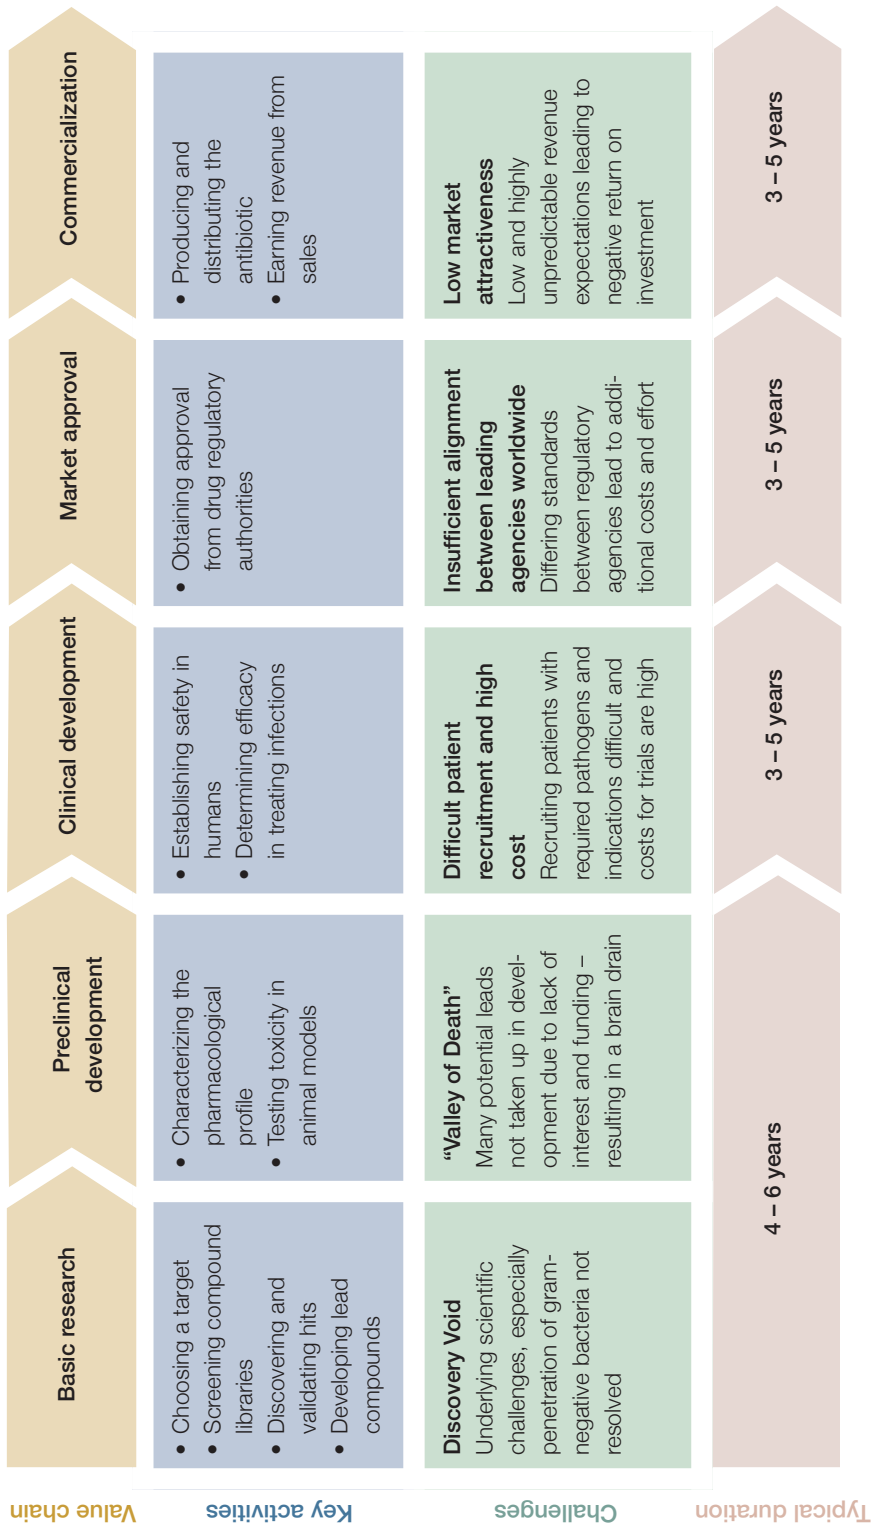 Value chain
Basic research
Preclinical
development
Clinical development
Market approval
Commercialization
Key activities
• Choosing a target
• Screening compound
libraries
• Discovering and
validating hits
• Developing lead
compounds
• Characterizing the
pharmacological
profile
• Testing toxicity in
animal models
• Establishing safety in
humans
• Determining efficacy
in treating infections
• Obtaining approval
from drug regulatory
authorities
• Producing and
distributing the
antibiotic
• Earning revenue from
sales
Challenges
Discovery Void
Underlying scientific
challenges, especially
penetration of gram-
negative bacteria not
resolved
“Valley of Death”
Many potential leads
not taken up in devel-
opment due to lack of
interest and funding –
resulting in a brain drain
Difficult patient
recruitment and high
cost
Recruiting patients with
required pathogens and
indications difficult and
costs for trials are high
Insufficient alignment
between leading
agencies worldwide
Differing standards
between regulatory
agencies lead to addi-
tional costs and effort
Low market
attractiveness
Low and highly
unpredictable revenue
expectations leading to
negative return on
investment
Typical duration
4 – 6 years
3 – 5 years
3 – 5 years
3 – 5 years